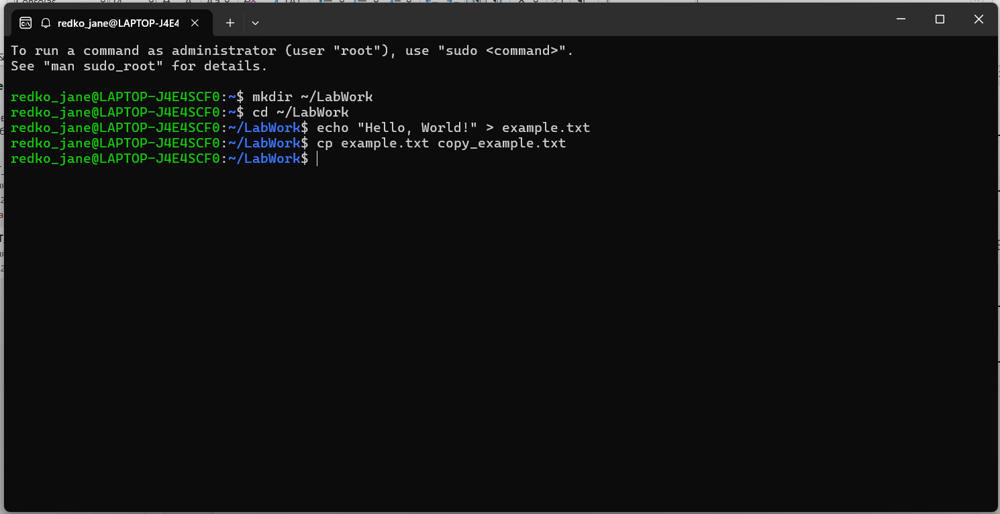 redko_jane@LAPTOP-J4E4
To run a command as administrator (user "root"), use "sudo <command>".
See "man sudo_root" for details.
redko_jane@LAPTOP-J4E4SCF0:~$ mkdir ~/LabWork
redko_jane@LAPTOP-J4E4SCF0:~$ cd ~/LabWork
redko_jane@LAPTOP-J4E4SCF0:~/LabWork$ echo "Hello, World!" > example.txt
redko_jane@LAPTOP-J4E4SCF0:~/LabWork$ cp example.txt copy_example.txt
redko_jane@LAPTOP-J4E4SCF0:~/LabWork$